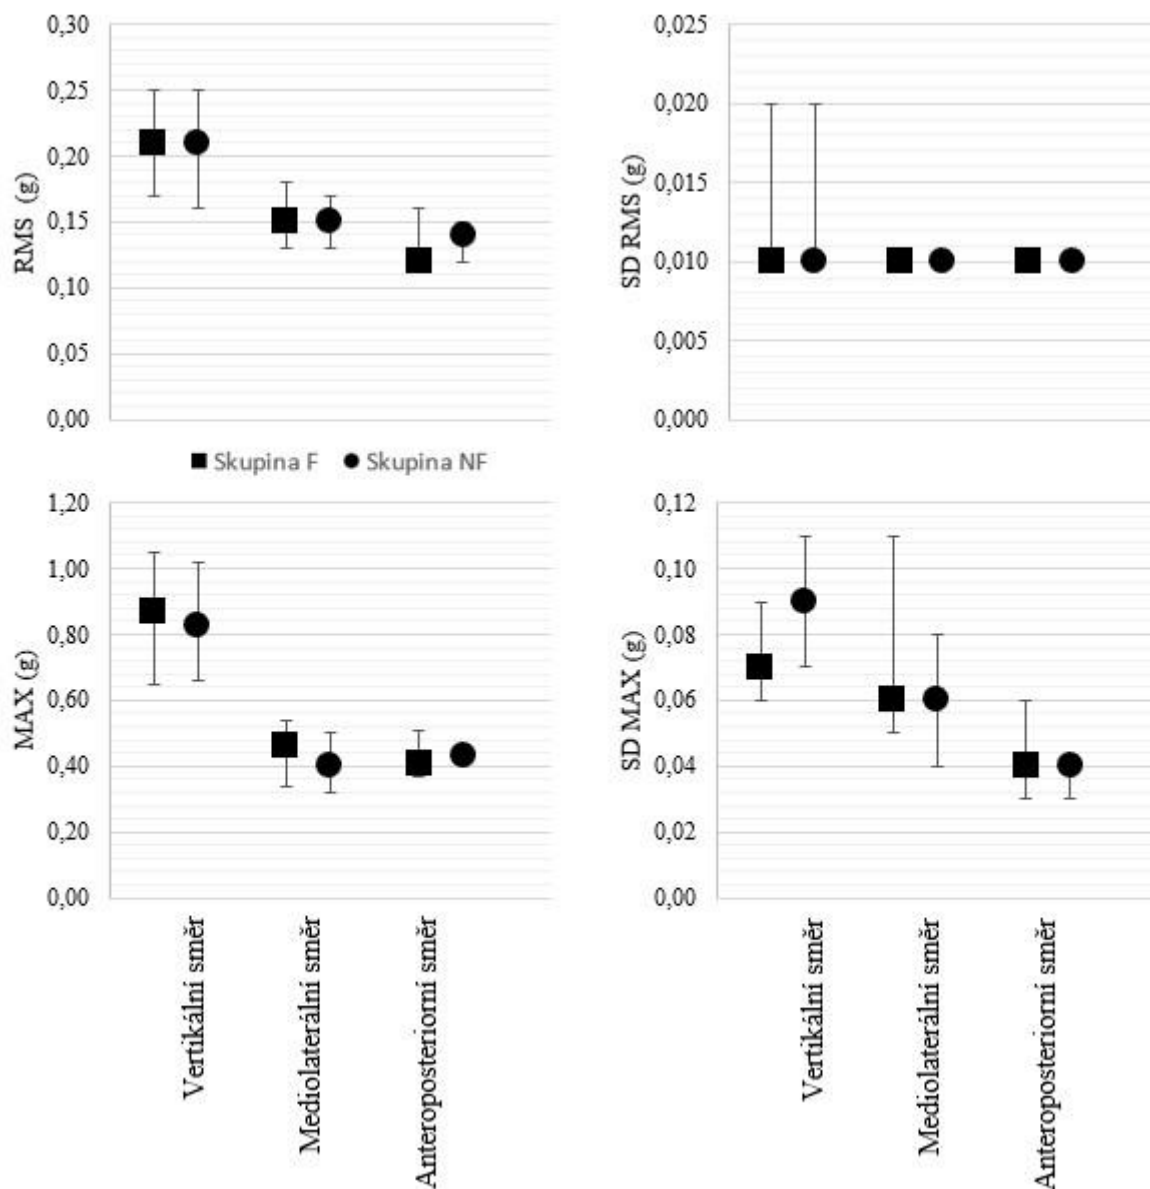 RMS (g)
0,30
0,25
0,20
0,15
0,10
0,05
0,00
SD RMS (g)
0,025
0,020
0,015
0,010
0,005
0,000
Skupina F
Skupina NF
MAX (g)
1,20
1,00
0,80
0,60
0,40
0,20
0,00
Vertikální směr
Mediolaterální směr
Anteroposteriorní směr
SD MAX (g)
0,12
0,10
0,08
0,06
0,04
0,02
0,00
Vertikální směr
Mediolaterální směr
Anteroposteriorní směr